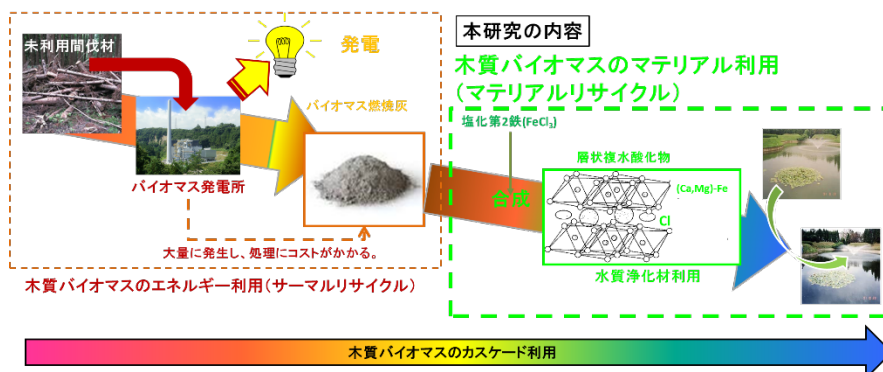 未利用間伐材
発電
バイオマス発電所
バイオマス燃焼灰
大量に発生し、処理にコストがかかる。
木質バイオマスのエネルギー利用(サーマルリサイクル)
本研究の内容
木質バイオマスのマテリアル利用
(マテリアルリサイクル)
塩化第2鉄(FeCl₃)
合成
層状複水酸化物
(Ca,Mg)-Fe
Cl
水質浄化材利用
木質バイオマスのカスケード利用